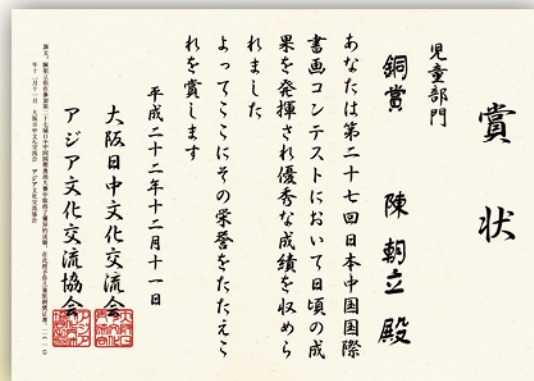 賞状
児童部門
銅賞 陳朝立殿
あなたは第二十七回日本中国国際
書画コンテストにおいて日頃の成
果を発揮され優秀な成績を収めら
れました
よってここにその栄誉をたたえこ
れを賞します
平成二十二年十二月十一日
大阪日中文化交流会
アジア文化交流協会